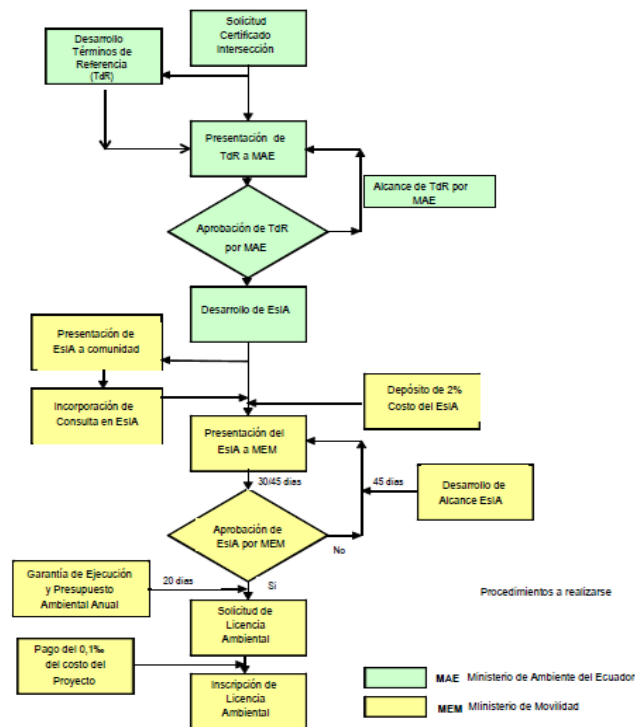 Solicitud
Certificado
Intersección
Desarrollo
Términos de
Referencia
(TdR)
Presentación de
TdR a MAE
Alcance de TdR por
MAE
Aprobación de TdR
por MAE
Desarrollo de EsIA
Presentación de
EsIA a comunidad
Incorporación de
Consulta en EsIA
Depósito de 2%
Costo del EsIA
Presentación del
EsIA a MEM
30/45 dias
45 dias
Desarrollo de
Alcance EsIA
Aprobación de
EsIA por MEM
No
Garantía de Ejecución
y Presupuesto
Ambiental Anual
20 dias
Si
Procedimientos a realizarse
Solicitud de
Licencia
Ambiental
Pago del 0,1‰
del costo del
Proyecto
Inscripción de
Licencia
Ambiental
MAE Ministerio de Ambiente del Ecuador
MEM MIinisterio de Movilidad